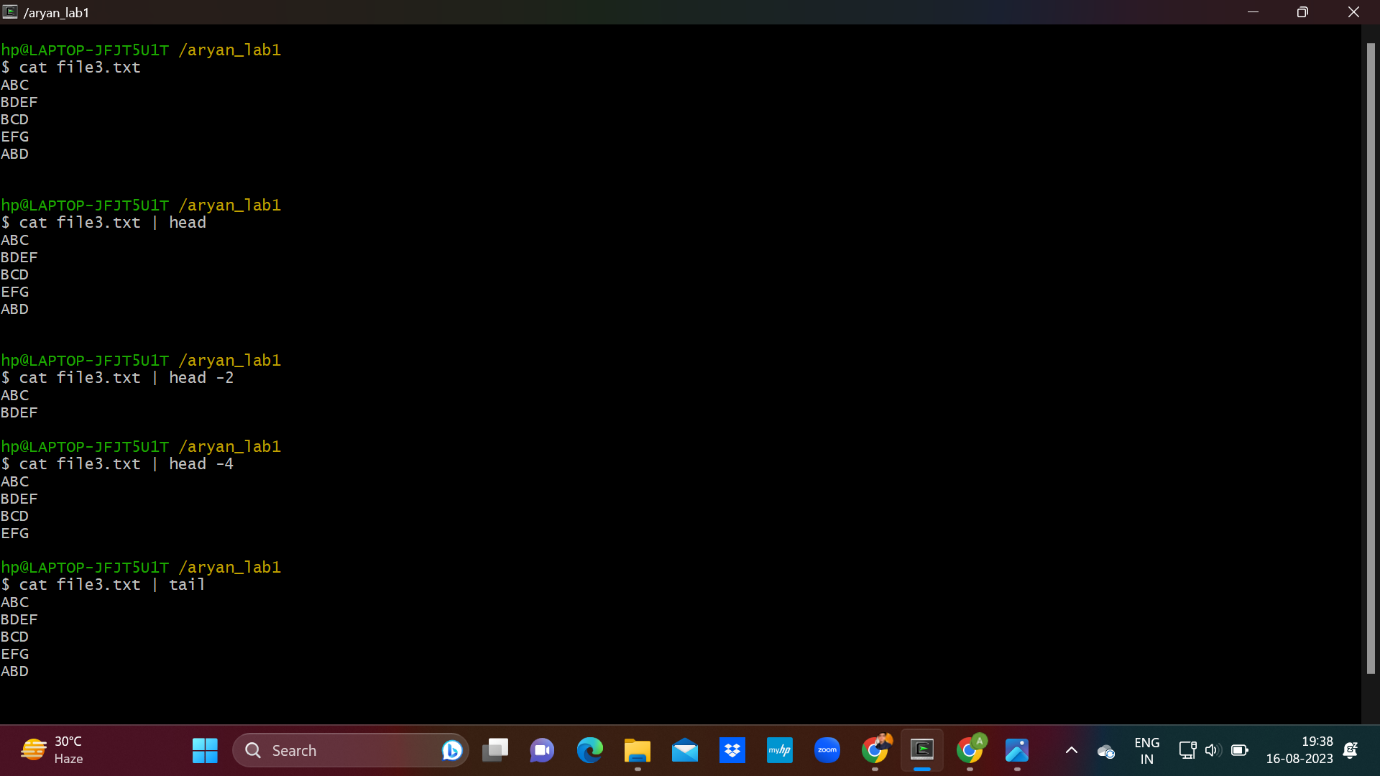 /aryan_lab1
hp@LAPTOP-JFJT5U1T /aryan_lab1
$ cat file3.txt
ABC
BDEF
BCD
EFG
ABD
hp@LAPTOP-JFJT5U1T /aryan_lab1
$ cat file3.txt | head
ABC
BDEF
BCD
EFG
ABD
hp@LAPTOP-JFJT5U1T /aryan_lab1
$ cat file3.txt | head -2
ABC
BDEF
hp@LAPTOP-JFJT5U1T /aryan_lab1
$ cat file3.txt | head -4
ABC
BDEF
BCD
EFG
hp@LAPTOP-JFJT5U1T /aryan_lab1
$ cat file3.txt | tail
ABC
BDEF
BCD
EFG
ABD
30°C
Haze
Search
myhp
zoom
A
ENG
IN
19:38
16-08-2023